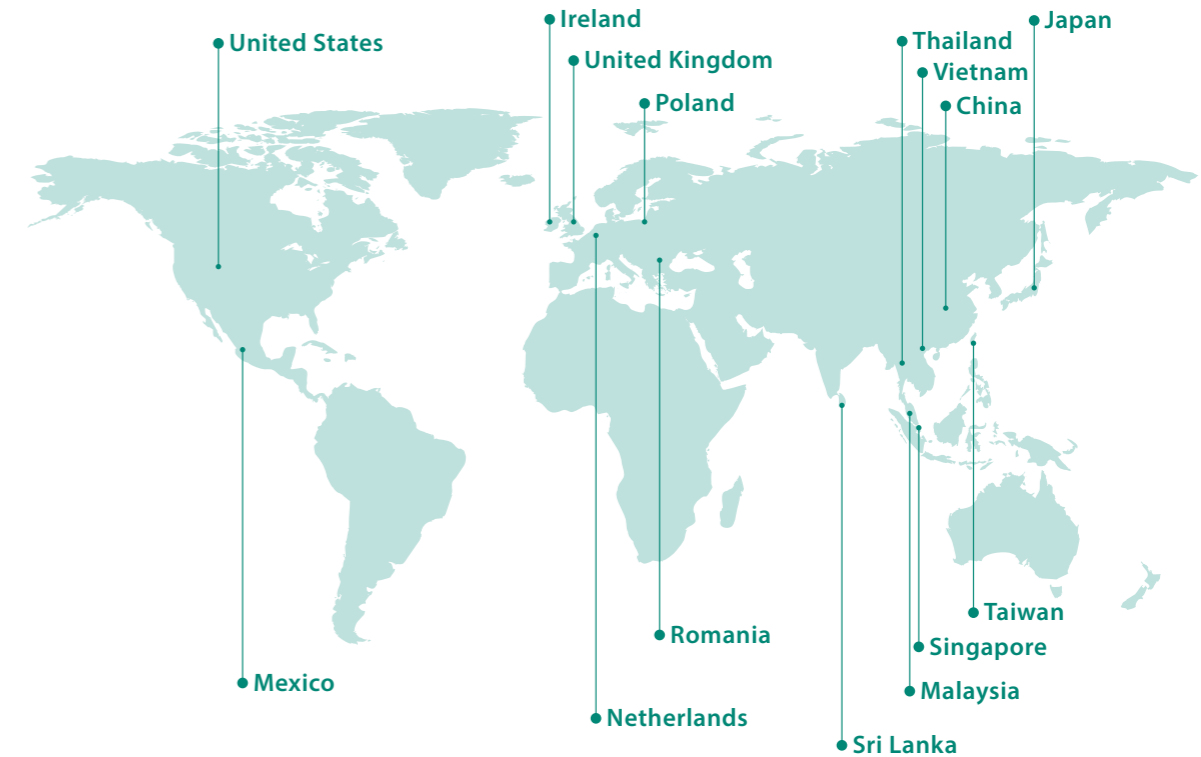 Ireland
Japan
Thailand
United States
United Kingdom
Vietnam
Poland
China
Taiwan
Romania
Singapore
Mexico
Malaysia
Netherlands
Sri Lanka